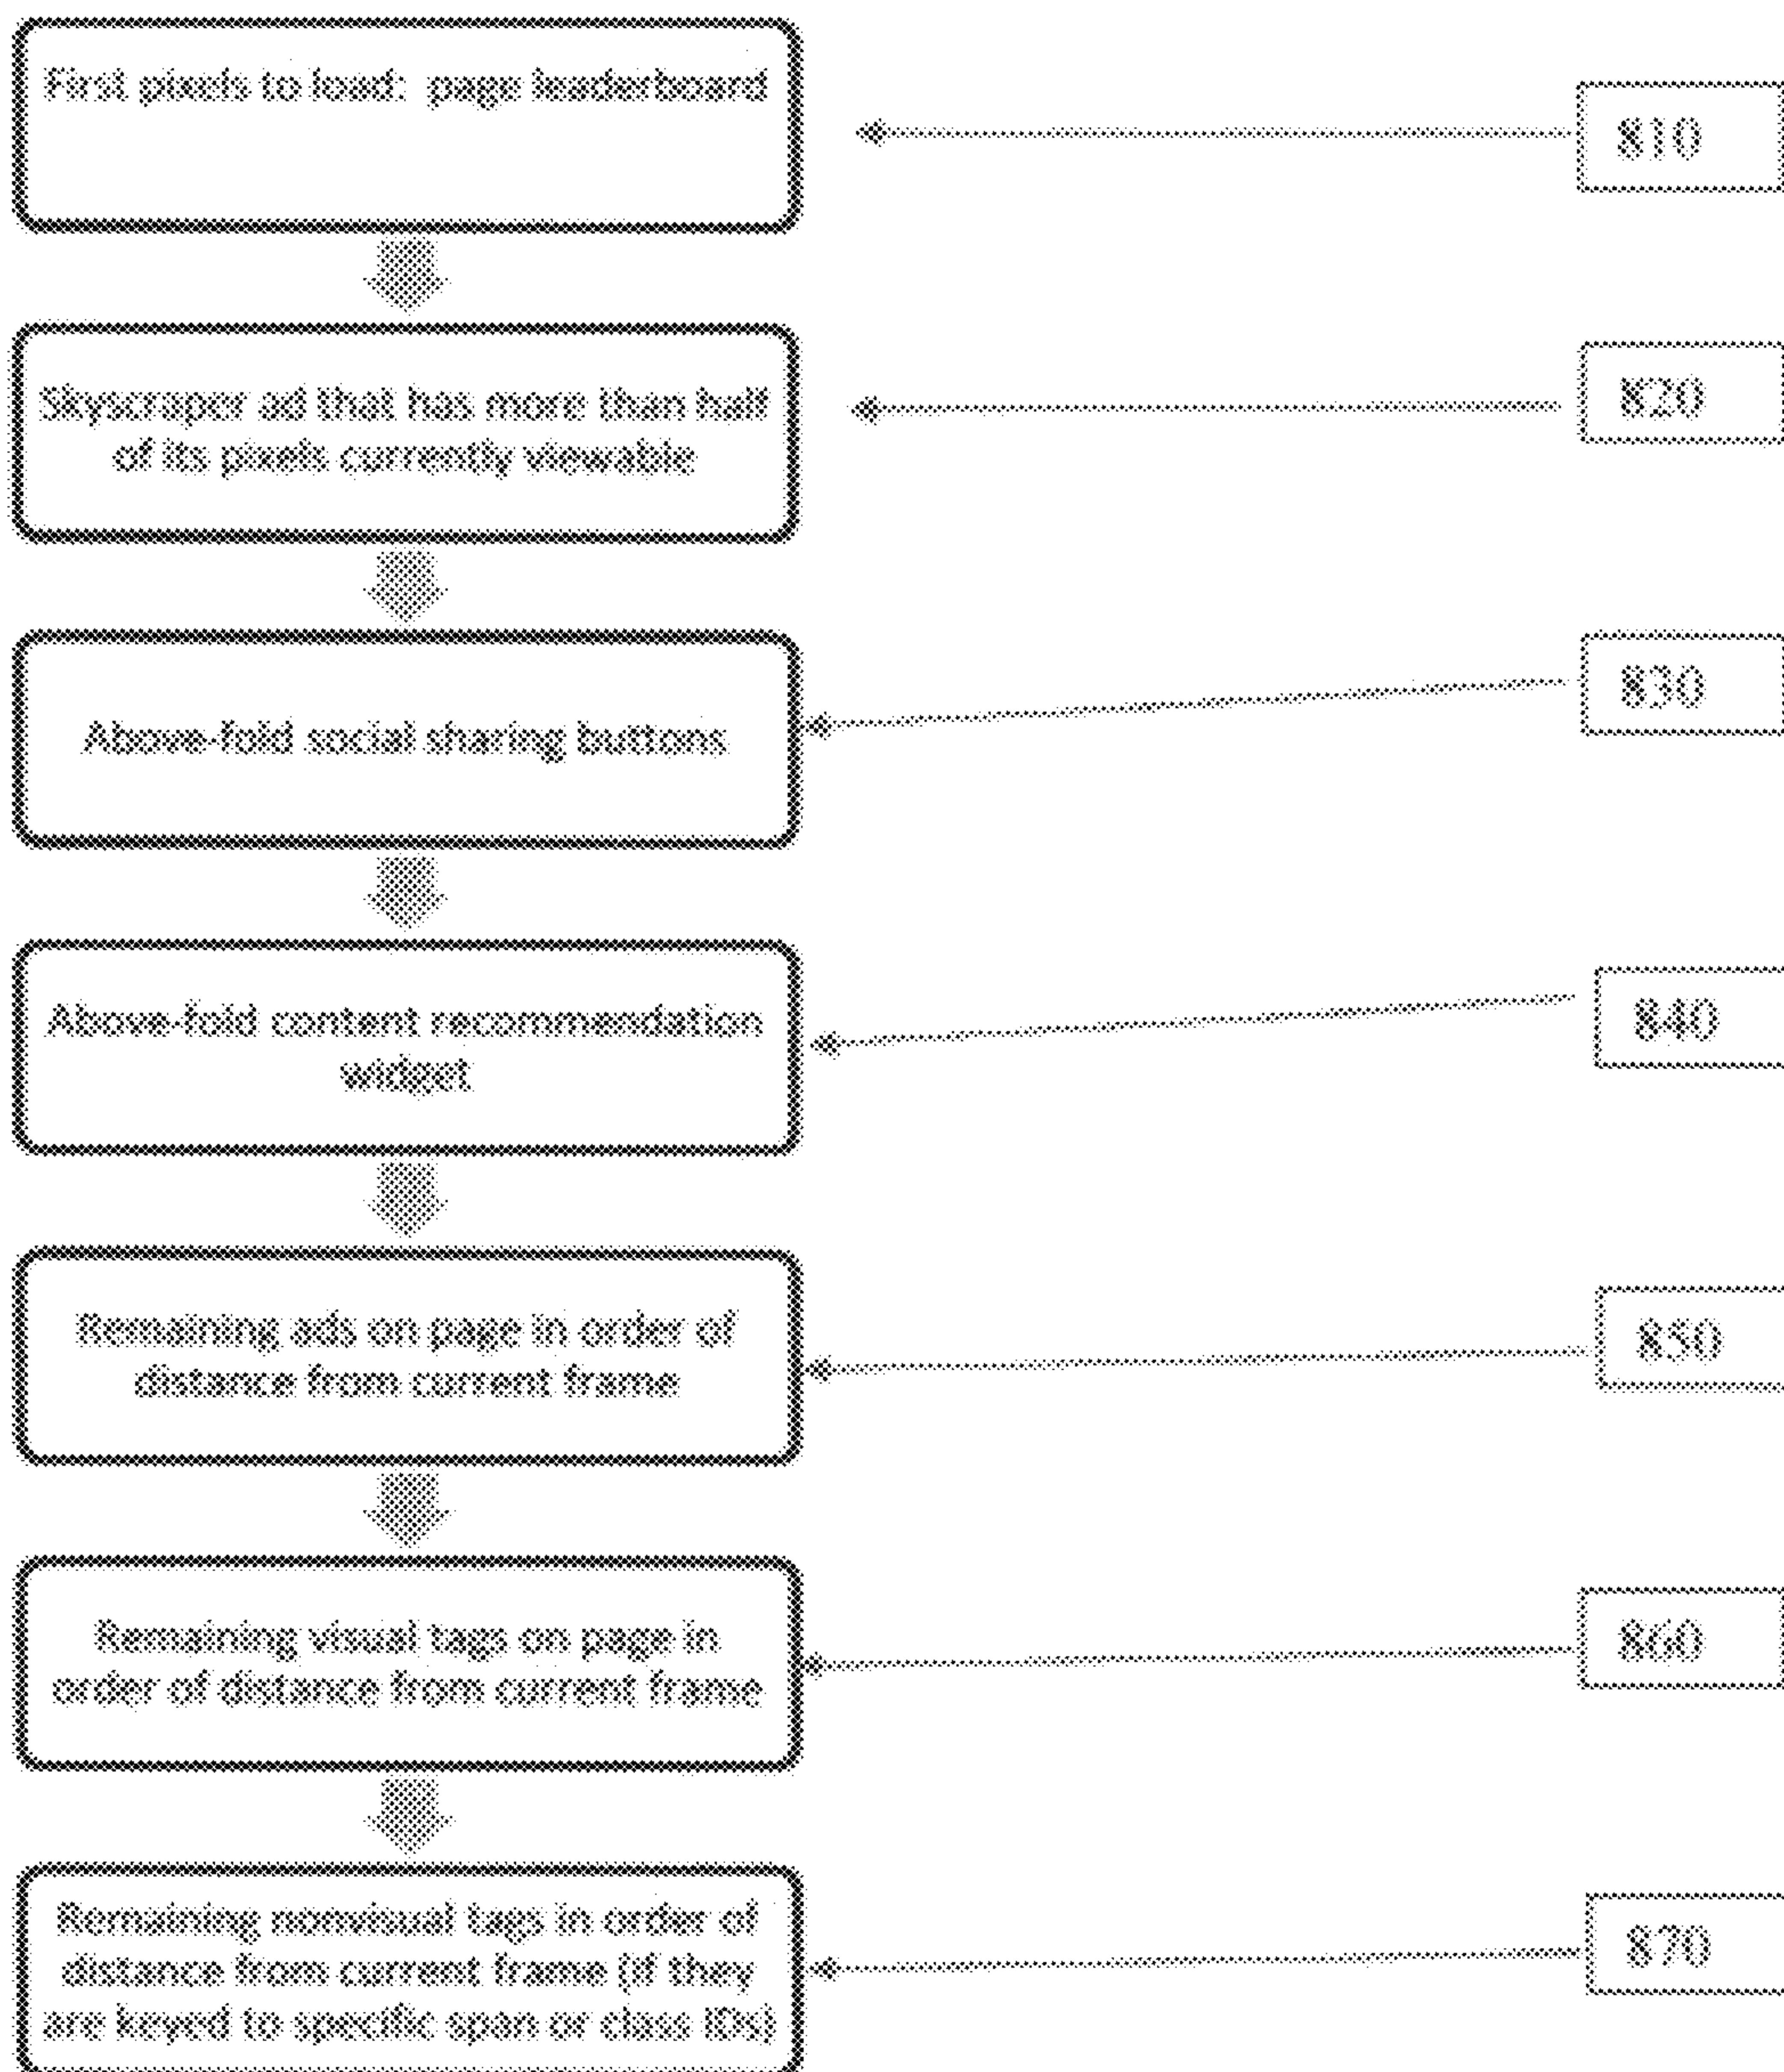 First pixels to load: page leaderboard
810
Skyscraper ad that has more than half
of its pixels currently viewable
820
Above-fold social sharing buttons
830
Above-fold content recommendation
widget
840
Remaining ads on page in order of
distance from current frame
850
Remaining visual tags on page in
order of distance from current frame
860
Remaining nonvisual tags in order of
distance from current frame (if they
are keyed to specific span or class IDs)
870